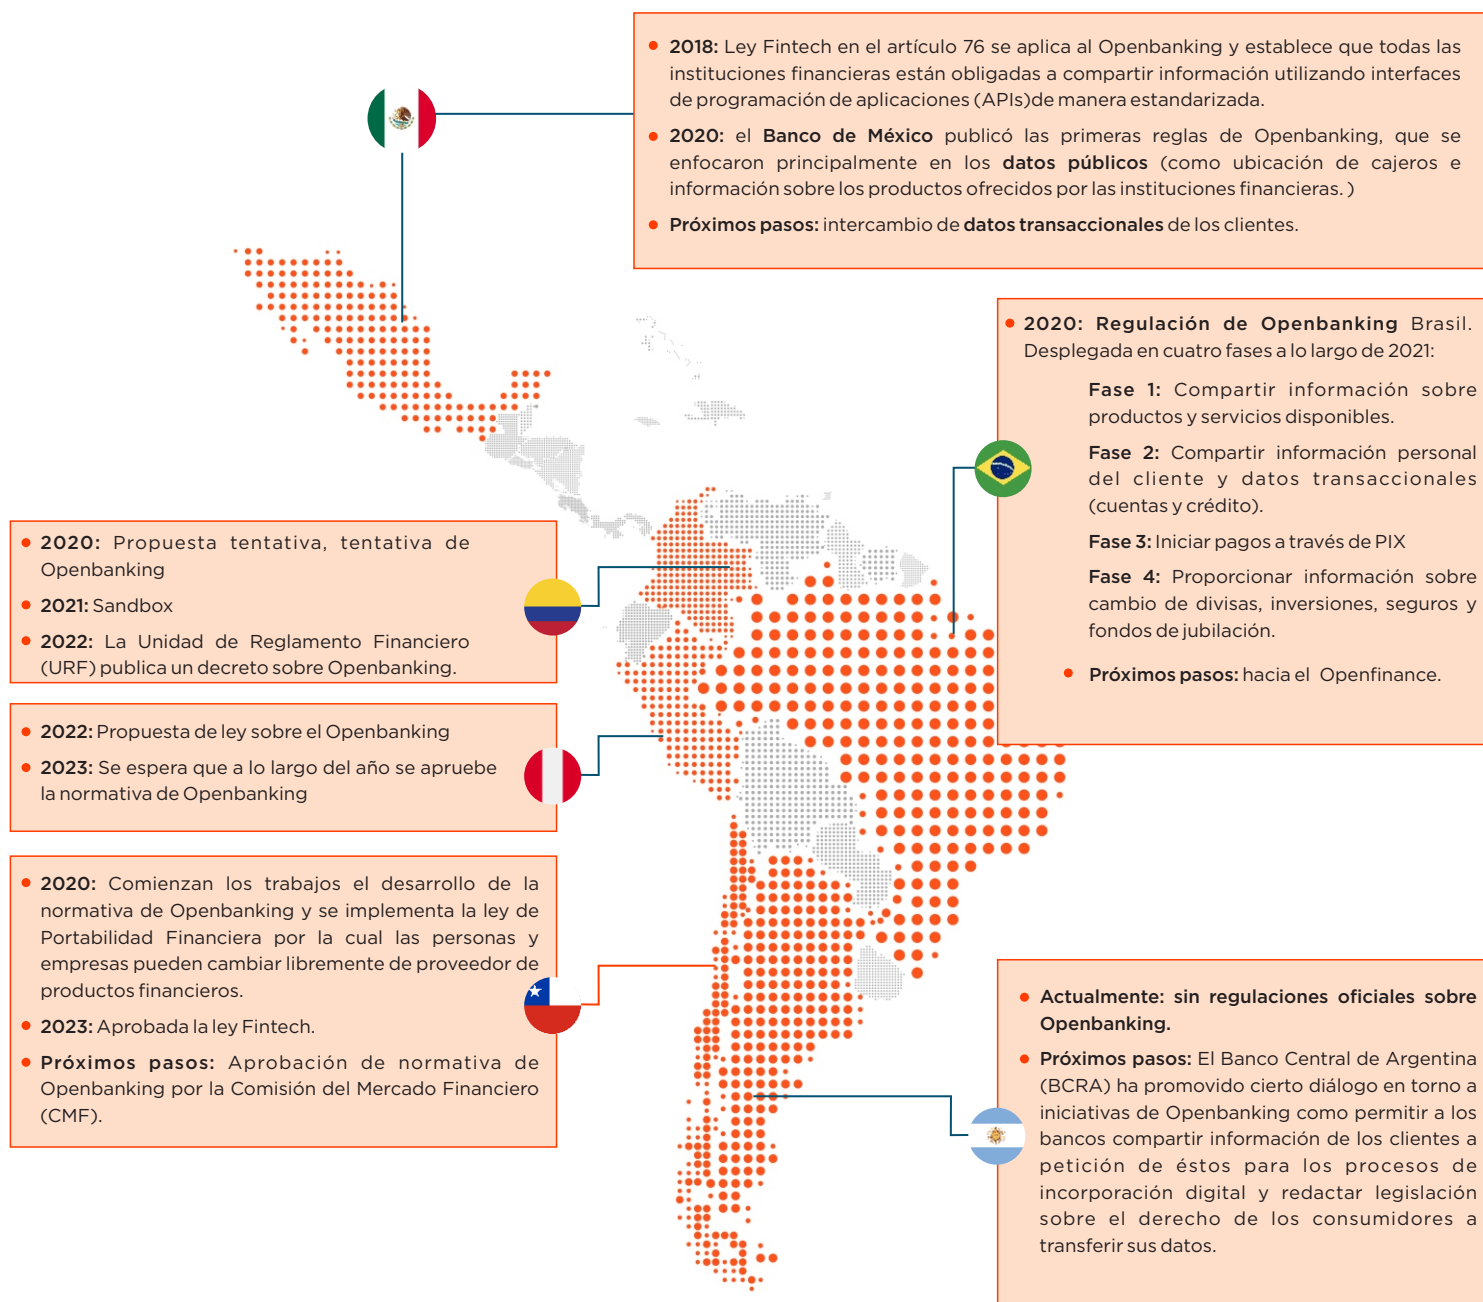 2018: Ley Fintech en el artículo 76 se aplica al Openbanking y establece que todas las
instituciones financieras están obligadas a compartir información utilizando interfaces
de programación de aplicaciones (APIs)de manera estandarizada.
2020: el Banco de México publicó las primeras reglas de Openbanking, que se
enfocaron principalmente en los datos públicos (como ubicación de cajeros e
información sobre los productos ofrecidos por las instituciones financieras. )
Próximos pasos: intercambio de datos transaccionales de los clientes.
2020: Regulación de Openbanking Brasil.
Desplegada en cuatro fases a lo largo de 2021:
Fase 1: Compartir información sobre
productos y servicios disponibles.
Fase 2: Compartir información personal
del cliente y datos transaccionales
(cuentas y crédito).
Fase 3: Iniciar pagos a través de PIX
Fase 4: Proporcionar información sobre
cambio de divisas, inversiones, seguros y
fondos de jubilación.
Próximos pasos: hacia el Openfinance.
2020: Propuesta tentativa, tentativa de
Openbanking
2021: Sandbox
2022: La Unidad de Reglamento Financiero
(URF) publica un decreto sobre Openbanking.
2022: Propuesta de ley sobre el Openbanking
2023: Se espera que a lo largo del año se apruebe
la normativa de Openbanking
2020: Comienzan los trabajos el desarrollo de la
normativa de Openbanking y se implementa la ley de
Portabilidad Financiera por la cual las personas y
empresas pueden cambiar libremente de proveedor de
productos financieros.
2023: Aprobada la ley Fintech.
Próximos pasos: Aprobación de normativa de
Openbanking por la Comisión del Mercado Financiero
(CMF).
Actualmente: sin regulaciones oficiales sobre
Openbanking.
Próximos pasos: El Banco Central de Argentina
(BCRA) ha promovido cierto diálogo en torno a
iniciativas de Openbanking como permitir a los
bancos compartir información de los clientes a
petición de éstos para los procesos de
incorporación digital y redactar legislación
sobre el derecho de los consumidores a
transferir sus datos.